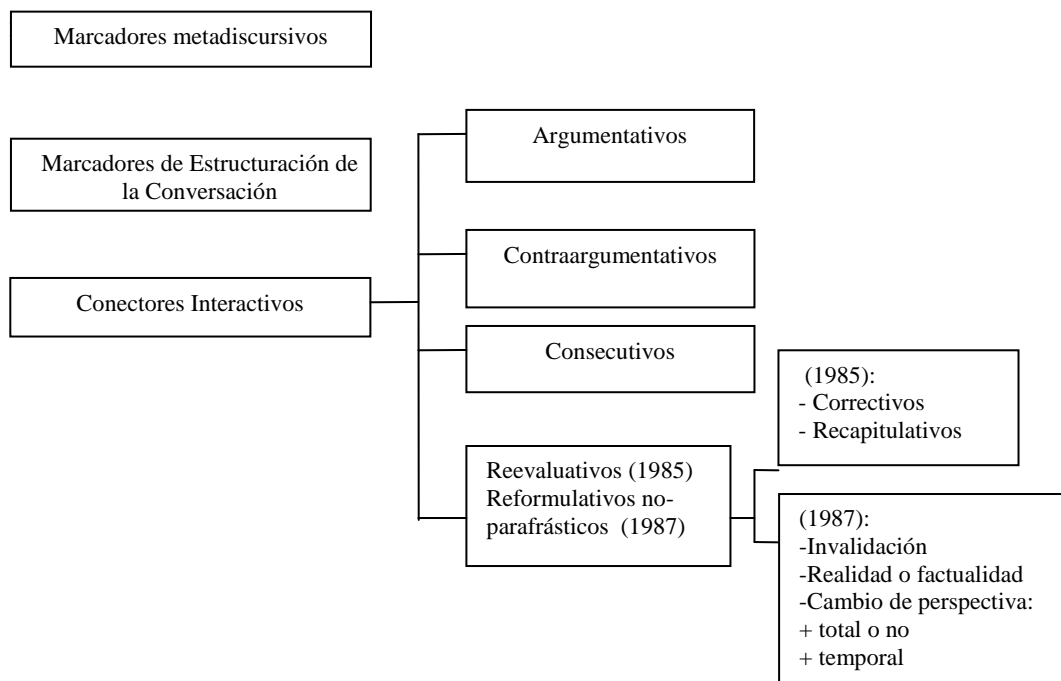 Marcadores metadiscursivos
Marcadores de Estructuración de
la Conversación
Conectores Interactivos
Argumentativos
Contraargumentativos
Consecutivos
Reevaluativos (1985)
Reformulativos no-
parafrásticos (1987)
(1985):
- Correctivos
- Recapitulativos
(1987):
-Invalidación
-Realidad o factualidad
-Cambio de perspectiva:
+ total o no
+ temporal